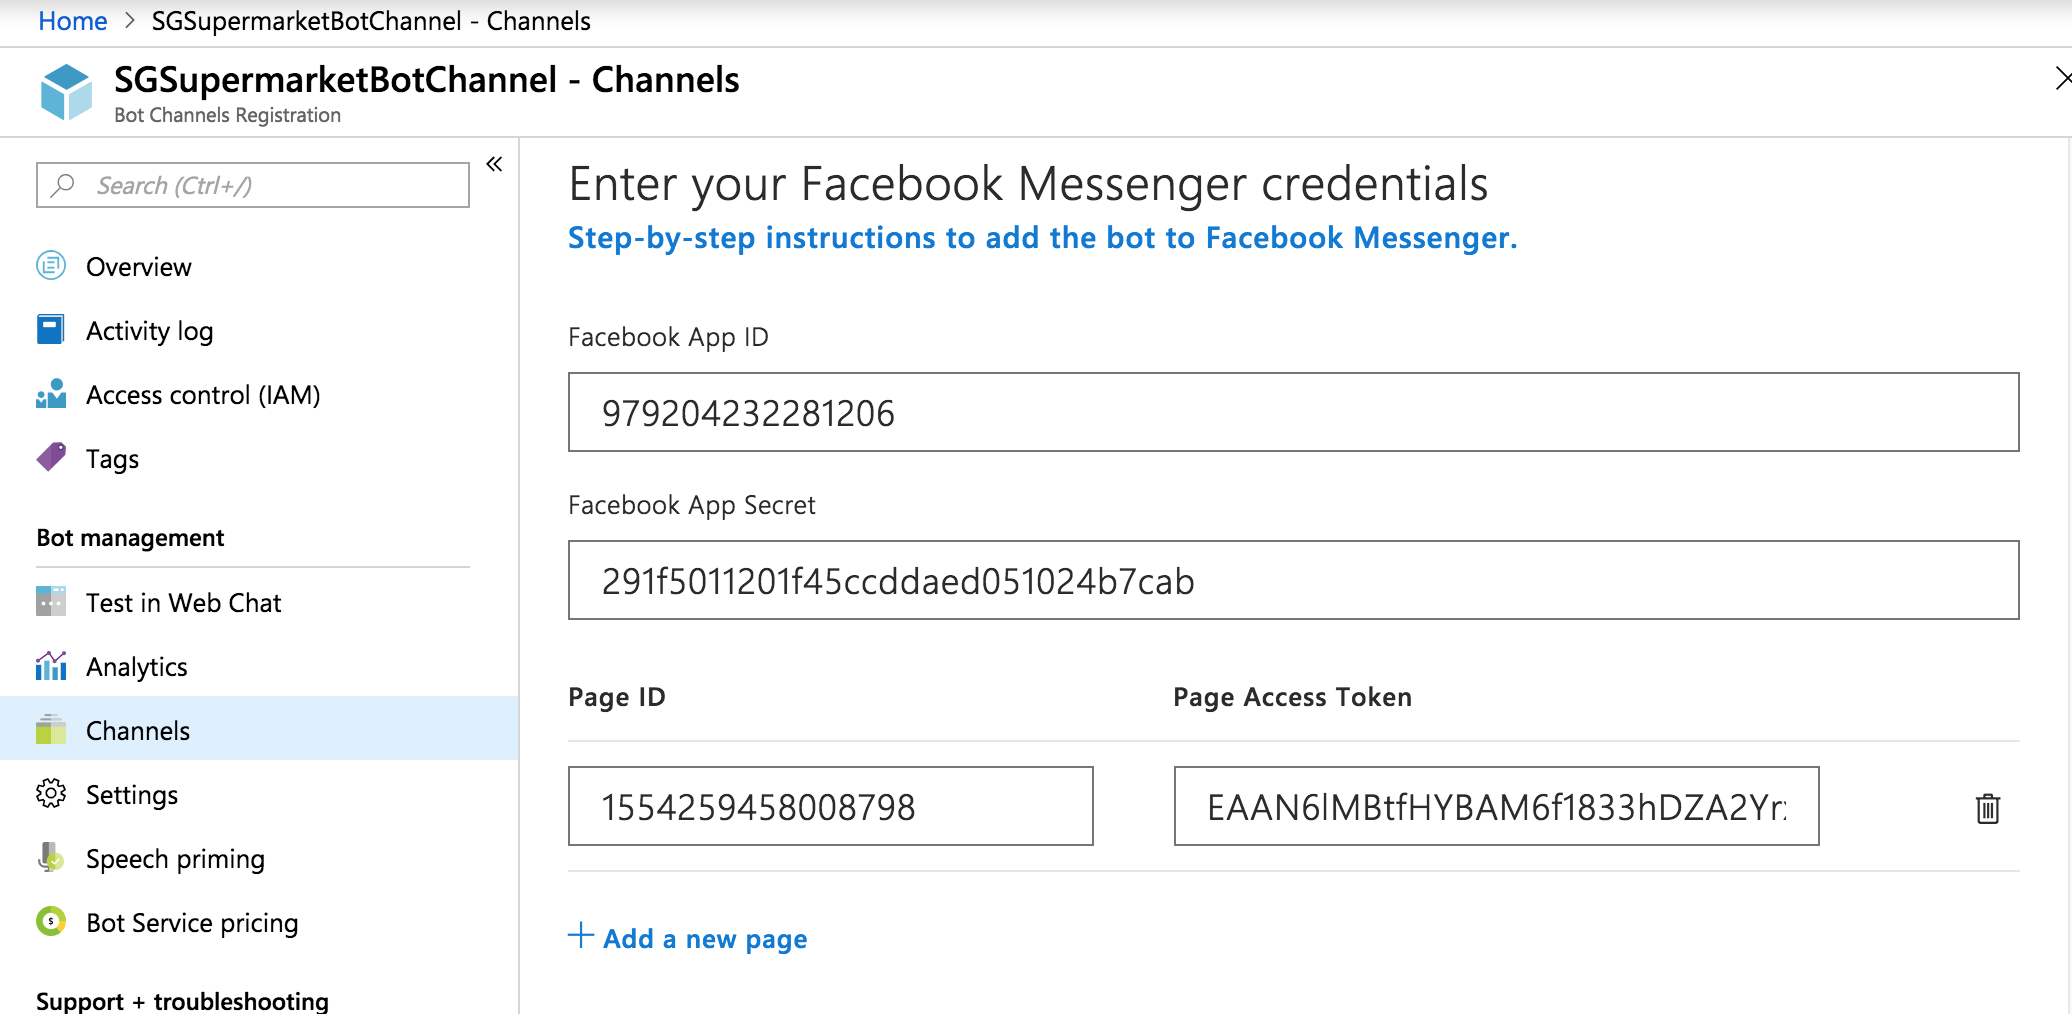 Home > SGSupermarketBotChannel - Channels
SGSupermarketBotChannel - Channels
Bot Channels Registration
Search (Ctrl+/)
Overview
Activity log
Access control (IAM)
Tags
Bot management
Test in Web Chat
Analytics
Channels
Settings
Speech priming
Bot Service pricing
Support + troubleshooting
Enter your Facebook Messenger credentials
Step-by-step instructions to add the bot to Facebook Messenger.
Facebook App ID
979204232281206
Facebook App Secret
291f5011201f45ccddaed051024b7cab
Page ID
Page Access Token
1554259458008798
EAAN6lMBtfHYBAM6f1833hDZA2Yr
Add a new page